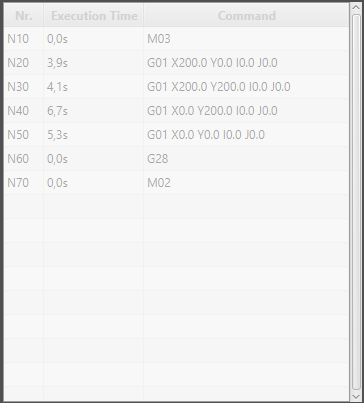 Nr. Execution Time Command
N10 0,0s M03
N20 3,9s G01 X200.0 Y0.0 I0.0 J0.0
N30 4,1s G01 X200.0 Y200.0 I0.0 J0.0
N40 6,7s G01 X0.0 Y200.0 I0.0 J0.0
N50 5,3s G01 X0.0 Y0.0 I0.0 J0.0
N60 0,0s G28
N70 0,0s M02